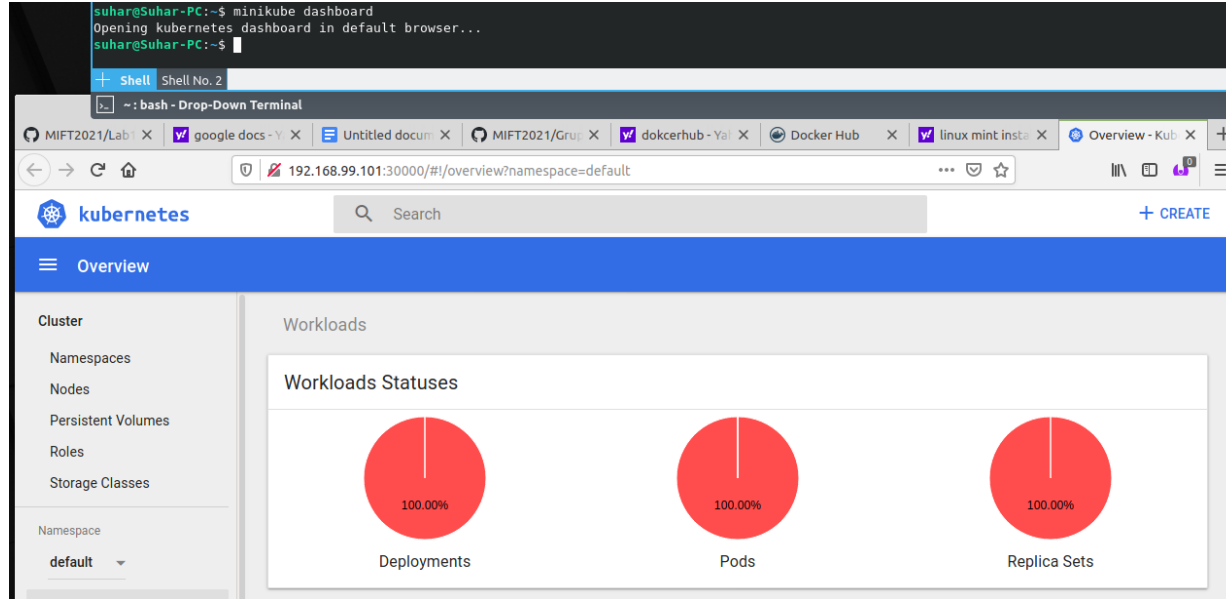 suhar@Suhar-PC:~$ minikube dashboard
Opening kubernetes dashboard in default browser...
suhar@Suhar-PC:~$
Shell Shell No. 2
~ : bash - Drop-Down Terminal
MIFT2021/Lab1 google docs - Ya Untitled docum MIFT2021/Grup dokcerhub - Yah Docker Hub linux mint insta Overview - Kub
192.168.99.101:30000/#!/overview?namespace=default
0
kubernetes
Search
+ CREATE
Overview
Cluster
Namespaces
Nodes
Persistent Volumes
Roles
Storage Classes
Namespace
default
Workloads
Workloads Statuses
100.00% 100.00% 100.00%
Deployments Pods Replica Sets